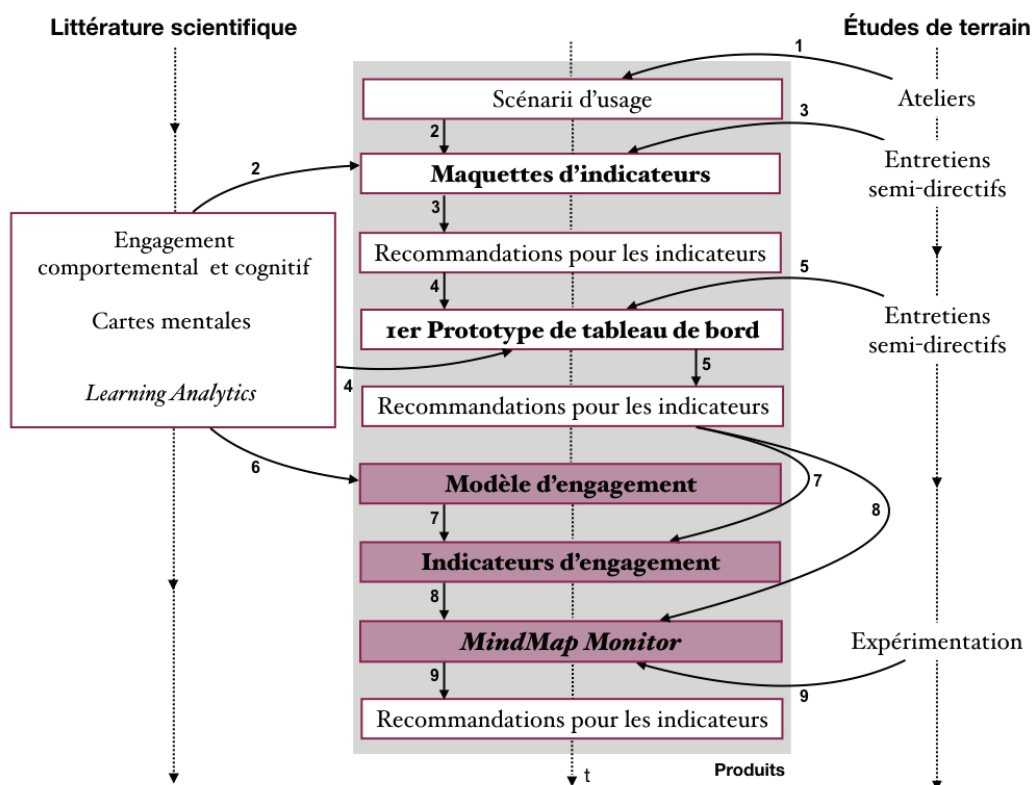 Littérature scientifique
Études de terrain
1
Scénarii d'usage
Ateliers
2
3
2
Maquettes d'indicateurs
Entretiens
semi-directifs
3
Engagement
comportemental et cognitif
Recommandations pour les indicateurs
4
5
Cartes mentales
1er Prototype de tableau de bord
Entretiens
semi-directifs
5
4
Learning Analytics
Recommandations pour les indicateurs
6
7
Modèle d'engagement
7
8
Indicateurs d'engagement
8
MindMap Monitor
Expérimentation
9
9
Recommandations pour les indicateurs
Produits
t